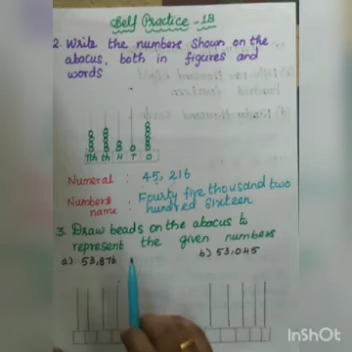 Self Practice - 1B
2. Write the numbers shown on the
abacus, both in figures and
words
Tth th H T O
Numeral : 45,216
Number name : Fourty five thousand two
hundred sixteen
3. Draw beads on the abacus to
represent the given numbers
a) 53,876 b) 53,045
InShOt